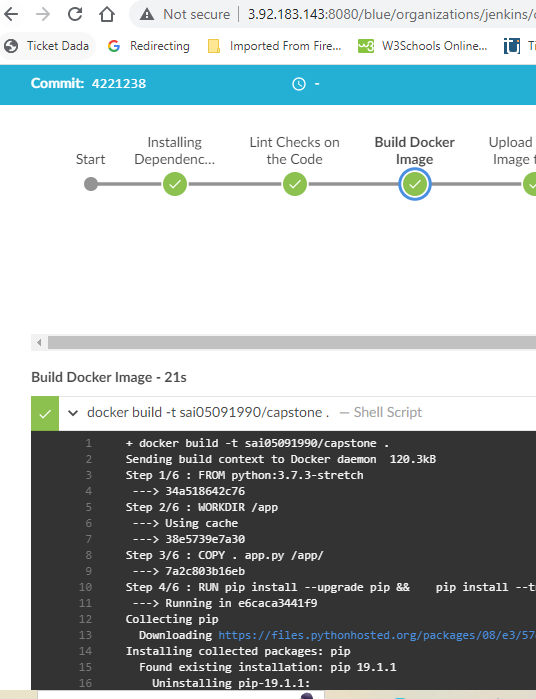 Not secure | 3.92.183.143:8080/blue/organizations/jenkins/
Ticket Dada Redirecting Imported From Fire... W3Schools Online...
Commit: 4221238 -
Installing Lint Checks on Build Docker Upload
Start Dependenc... the Code Image Image
Build Docker Image - 21s
docker build -t sai05091990/capstone . — Shell Script
1 + docker build -t sai05091990/capstone .
2 Sending build context to Docker daemon  120.3kB
3 Step 1/6 : FROM python:3.7.3-stretch
4 ---> 34a518642c76
5 Step 2/6 : WORKDIR /app
6 ---> Using cache
7 ---> 38e5739e7a30
8 Step 3/6 : COPY . app.py /app/
9 ---> 7a2c803b16eb
10 Step 4/6 : RUN pip install --upgrade pip &&    pip install
11 ---> Running in e6caca3441f9
12 Collecting pip
13 Downloading https://files.pythonhosted.org/packages/08/e3/57
14 Installing collected packages: pip
15 Found existing installation: pip 19.1.1
16 Uninstalling pip-19.1.1: